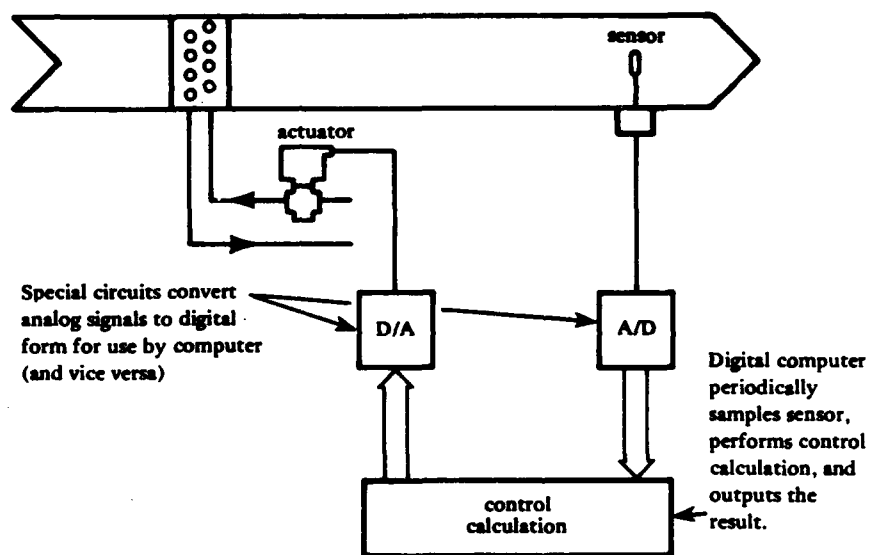 sensor
actuator
Special circuits convert
analog signals to digital
form for use by computer
(and vice versa)
D/A
A/D
Digital computer
periodically
samples sensor,
performs control
calculation, and
outputs the
result.
control
calculation